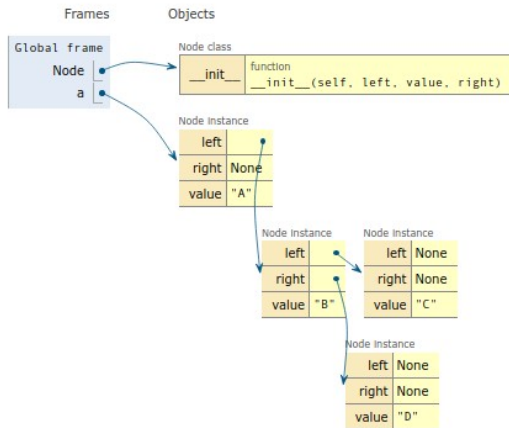 Frames Objects
Global frame
Node
a
Node class
__init__ function
__init__(self, left, value, right)
Node instance
left
right None
value "A"
Node instance
left
right
value "B"
Node instance
left None
right None
value "C"
Node instance
left None
right None
value "D"